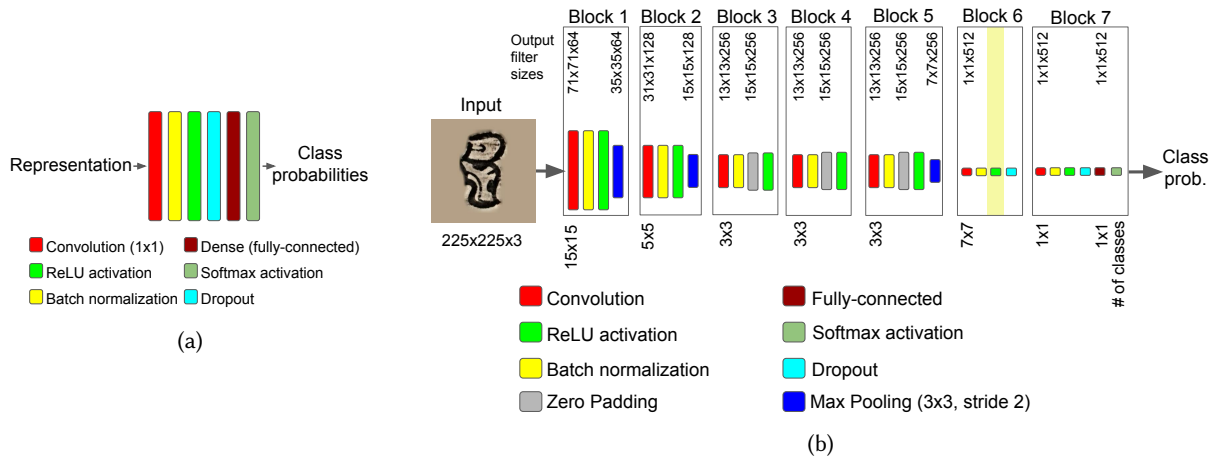 Representation
Class
probabilities
Convolution (1x1)
Dense (fully-connected)
ReLU activation
Softmax activation
Batch normalization
Dropout
(a)
Block 1
Block 2
Block 3
Block 4
Block 5
Block 6
Block 7
Output
filter
sizes
71x71x64
35x35x64
31x31x128
15x15x128
13x13x256
15x15x256
13x13x256
15x15x256
13x13x256
15x15x256
7x7x256
1x1x512
1x1x512
1x1x512
Input
Class
prob.
225x225x3
15x15
5x5
3x3
3x3
3x3
7x7
1x1
1x1
# of classes
Convolution
Fully-connected
ReLU activation
Softmax activation
Batch normalization
Dropout
Zero Padding
Max Pooling (3x3, stride 2)
(b)